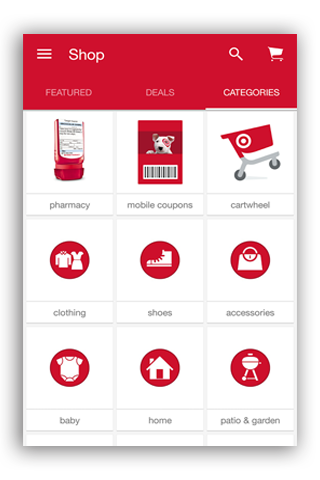 Shop
FEATURED DEALS CATEGORIES
pharmacy mobile coupons cartwheel
clothing shoes accessories
baby home patio & garden